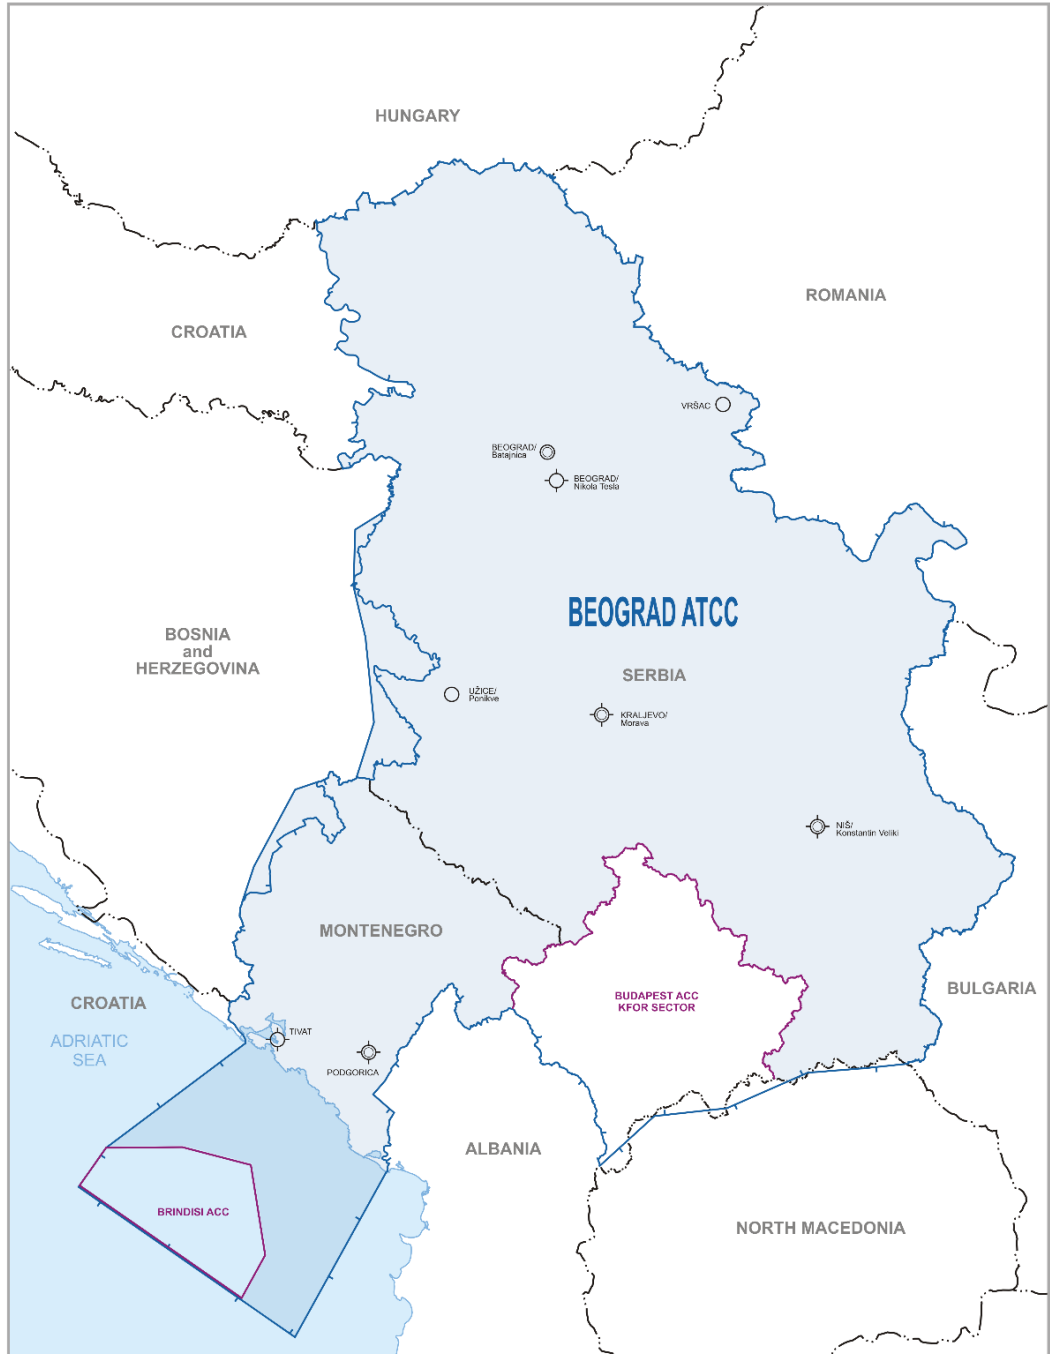 HUNGARY
ROMANIA
CROATIA
VRŠAC
BEOGRAD/
Batajnica
BEOGRAD/
Nikola Tesla
BEOGRAD ATCC
BOSNIA
and
HERZEGOVINA
SERBIA
UŽICE/
Ponikve
KRALJEVO/
Morava
NIŠ/
Konstantin Veliki
MONTENEGRO
BULGARIA
BUDAPEST ACC
KFOR SECTOR
CROATIA
ADRIATIC
SEA
TIVAT
PODGORICA
ALBANIA
BRINDISI ACC
NORTH MACEDONIA